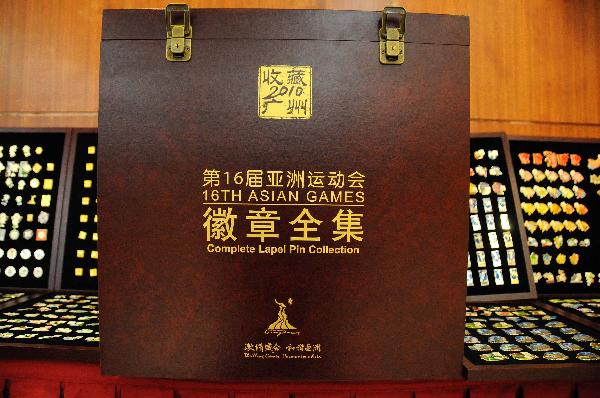 收藏
2010
广州
第16届亚洲运动会
16TH ASIAN GAMES
徽章全集
Complete Lapel Pin Collection
激情盛会 和谐亚洲